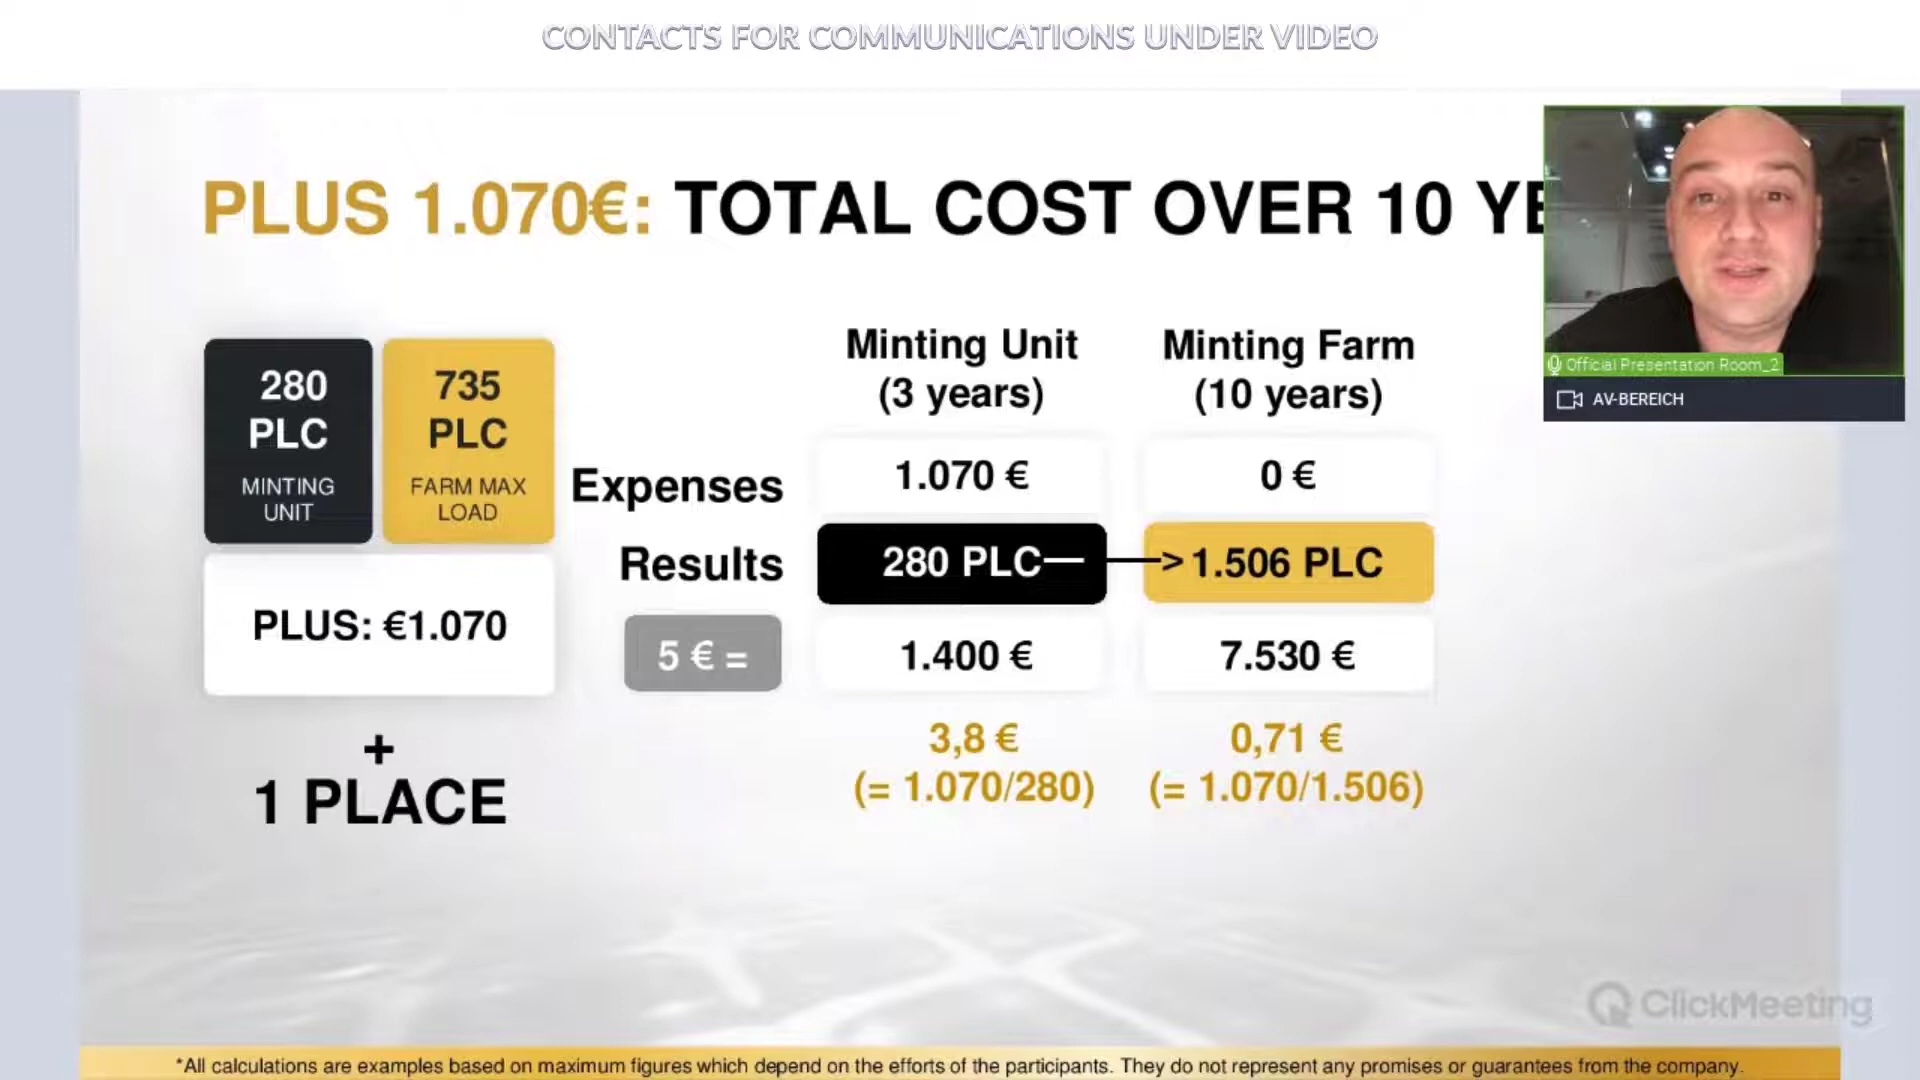 CONTACTS FOR COMMUNICATIONS UNDER VIDEO
PLUS 1.070€: TOTAL COST OVER 10
280
PLC
MINTING
UNIT
735
PLC
FARM MAX
LOAD
PLUS: €1.070
+
1 PLACE
Minting Unit
(3 years)
Minting Farm
(10 years)
Expenses
1.070 €
0 €
Results
280 PLC
> 1.506 PLC
5 € =
1.400 €
7.530 €
3,8 €
(= 1.070/280)
0,71 €
(= 1.070/1.506)
Official Presentation Room_2
AV-BEREICH
ClickMeeting
*All calculations are examples based on maximum figures which depend on the efforts of the participants. They do not represent any promises or guarantees from the company.